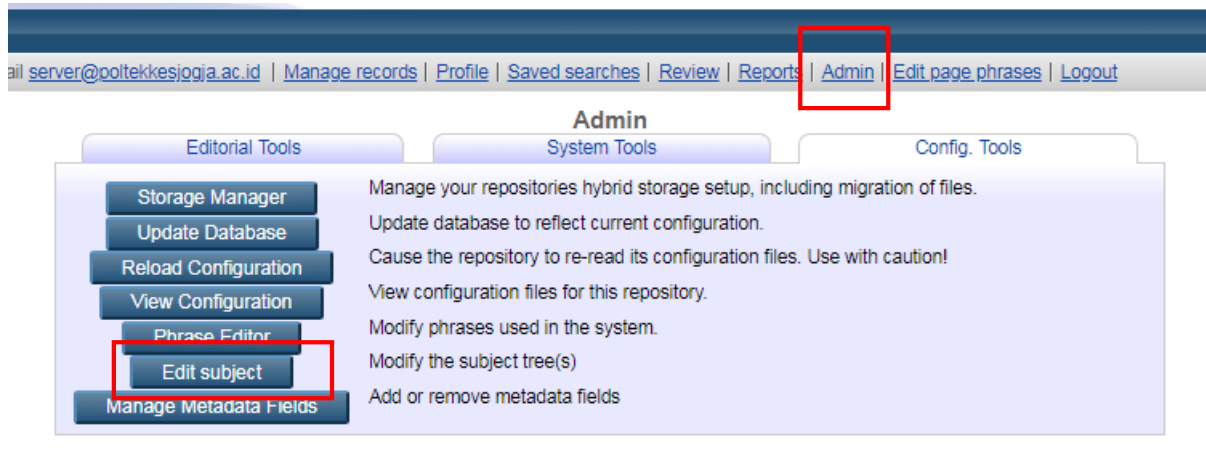 ail server@poltekkesjogja.ac.id | Manage records | Profile | Saved searches | Review | Reports | Admin | Edit page phrases | Logout
Admin
Editorial Tools System Tools Config. Tools
Storage Manager Manage your repositories hybrid storage setup, including migration of files.
Update Database Update database to reflect current configuration.
Reload Configuration Cause the repository to re-read its configuration files. Use with caution!
View Configuration View configuration files for this repository.
Phrase Editor Modify phrases used in the system.
Edit subject Modify the subject tree(s)
Manage Metadata Fields Add or remove metadata fields